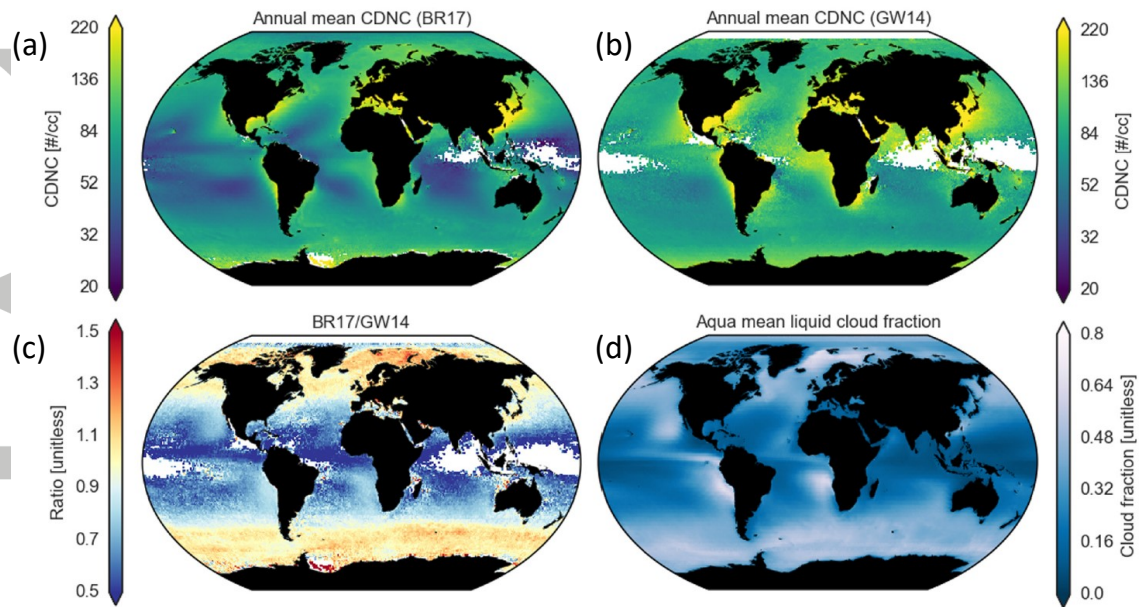 Annual mean CDNC (BR17)
(a)
220
136
84
52
32
20
CDNC [#/cc]
Annual mean CDNC (GW14)
(b)
220
136
84
52
32
20
CDNC [#/cc]
BR17/GW14
(c)
1.5
1.3
1.1
0.9
0.7
0.5
Ratio [unitless]
Aqua mean liquid cloud fraction
(d)
0.8
0.64
0.48
0.32
0.16
0.0
Cloud fraction [unitless]